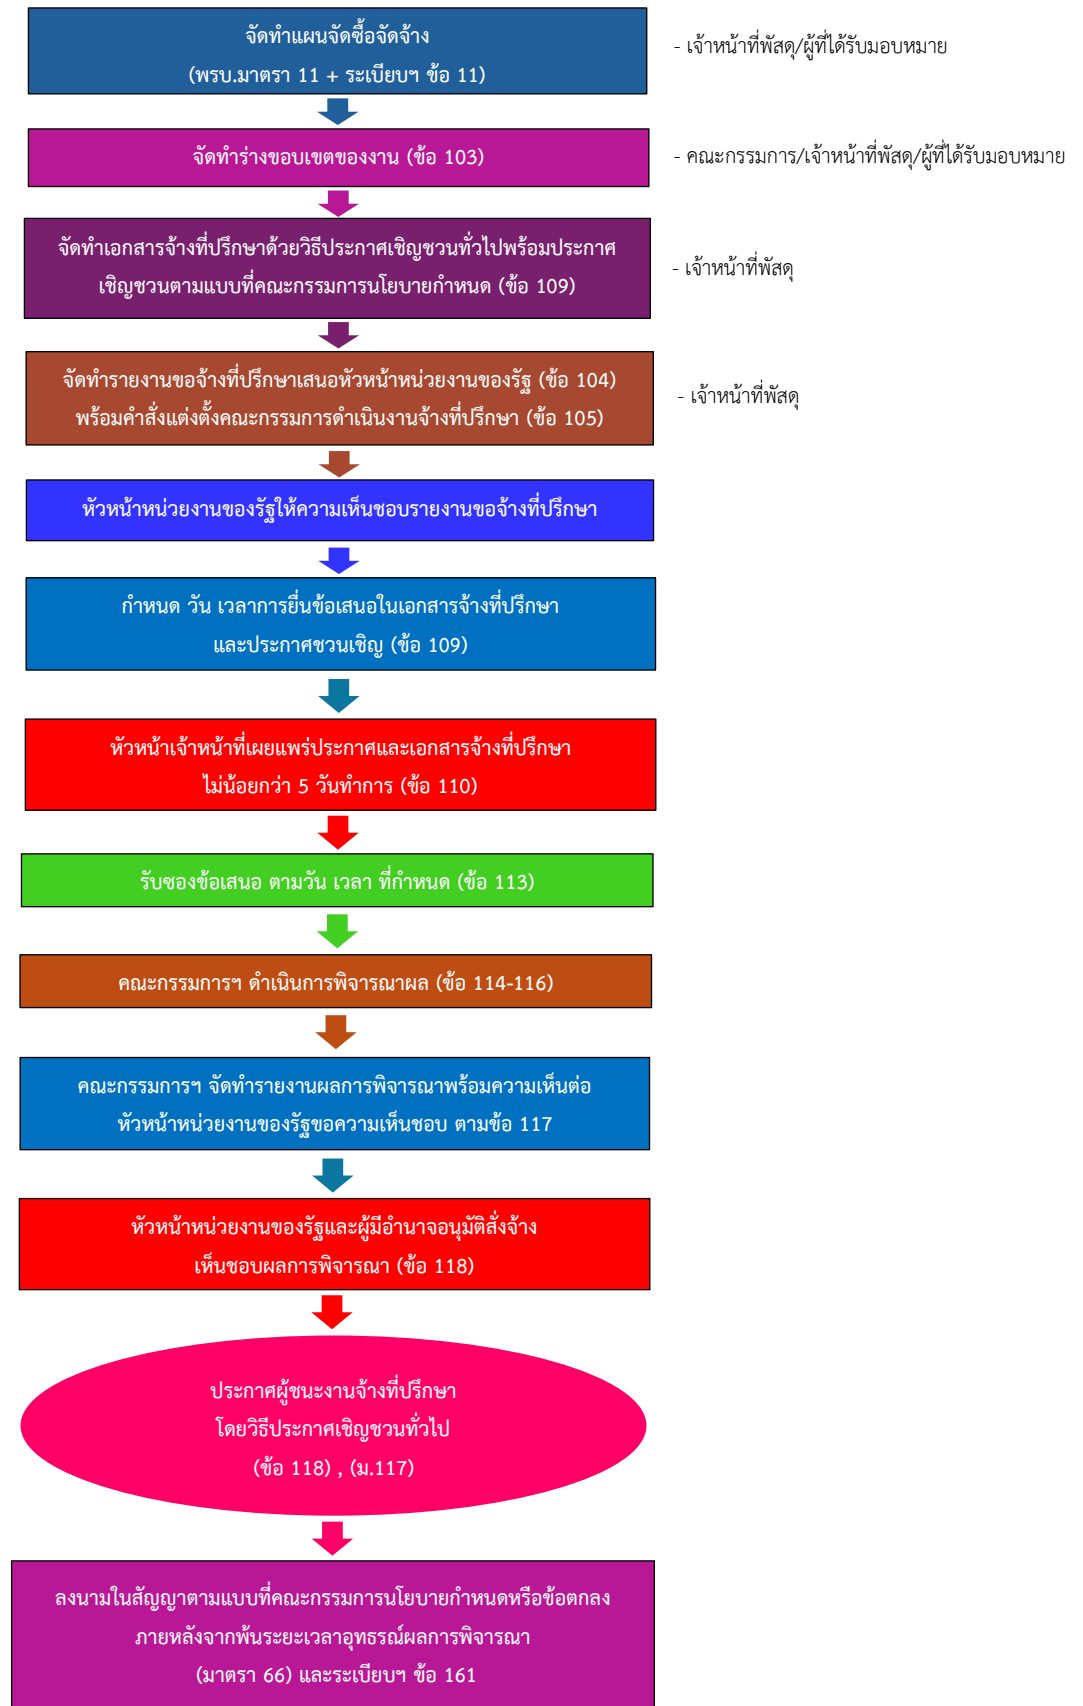 จัดทำแผนจัดซื้อจัดจ้าง
(พรบ.มาตรา 11 + ระเบียบฯ ข้อ 11)
- เจ้าหน้าที่พัสดุ/ผู้ที่ได้รับมอบหมาย
จัดทำร่างขอบเขตของงาน (ข้อ 103)
- คณะกรรมการ/เจ้าหน้าที่พัสดุ/ผู้ที่ได้รับมอบหมาย
จัดทำเอกสารจ้างที่ปรึกษาด้วยวิธีประกาศเชิญชวนทั่วไปพร้อมประกาศ
เชิญชวนตามแบบที่คณะกรรมการนโยบายกำหนด (ข้อ 109)
- เจ้าหน้าที่พัสดุ
จัดทำรายงานขอจ้างที่ปรึกษาเสนอหัวหน้าหน่วยงานของรัฐ (ข้อ 104)
พร้อมคำสั่งแต่งตั้งคณะกรรมการดำเนินงานจ้างที่ปรึกษา (ข้อ 105)
- เจ้าหน้าที่พัสดุ
หัวหน้าหน่วยงานของรัฐให้ความเห็นชอบรายงานขอจ้างที่ปรึกษา
กำหนด วัน เวลาการยื่นข้อเสนอในเอกสารจ้างที่ปรึกษา
และประกาศชวนเชิญ (ข้อ 109)
หัวหน้าเจ้าหน้าที่เผยแพร่ประกาศและเอกสารจ้างที่ปรึกษา
ไม่น้อยกว่า 5 วันทำการ (ข้อ 110)
รับซองข้อเสนอ ตามวัน เวลา ที่กำหนด (ข้อ 113)
คณะกรรมการฯ ดำเนินการพิจารณาผล (ข้อ 114-116)
คณะกรรมการฯ จัดทำรายงานผลการพิจารณาพร้อมความเห็นต่อ
หัวหน้าหน่วยงานของรัฐขอความเห็นชอบ ตามข้อ 117
หัวหน้าหน่วยงานของรัฐและผู้มีอำนาจอนุมัติสั่งจ้าง
เห็นชอบผลการพิจารณา (ข้อ 118)
ประกาศผู้ชนะงานจ้างที่ปรึกษา
โดยวิธีประกาศเชิญชวนทั่วไป
(ข้อ 118) , (ม.117)
ลงนามในสัญญาตามแบบที่คณะกรรมการนโยบายกำหนดหรือข้อตกลง
ภายหลังจากพ้นระยะเวลาอุทธรณ์ผลการพิจารณา
(มาตรา 66) และระเบียบฯ ข้อ 161